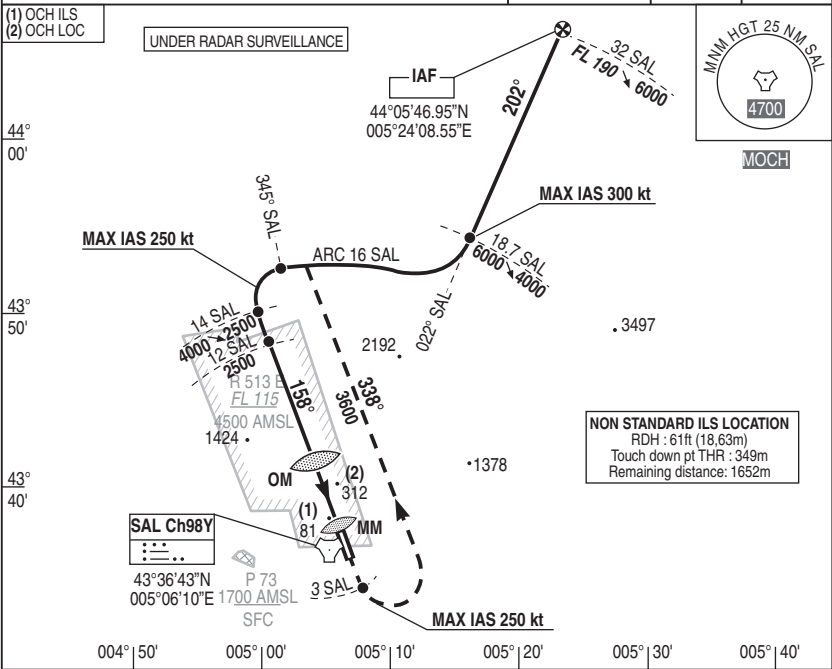 (1) OCH ILS
(2) OCH LOC
UNDER RADAR SURVEILLANCE
IAF
44°05'46.95"N
005°24'08.55"E
32 SAL
FL 190 ↘ 6000
202°
MNM HGT 25 NM SAL
4700
MOCH
44°
00'
345° SAL
MAX IAS 300 kt
MAX IAS 250 kt
ARC 16 SAL
18.7 SAL
6000 ↘ 4000
022° SAL
43°
50'
14 SAL
4000 ↘ 2500
12 SAL
2500
2192
3497
R 513 B
FL 115
4500 AMSL
158°
338°
3600
1424
NON STANDARD ILS LOCATION
RDH : 61ft (18,63m)
Touch down pt THR : 349m
Remaining distance: 1652m
1378
OM
(2)
312
43°
40'
(1)
81
MM
SAL Ch98Y
43°36'43"N
005°06'10"E
P 73
1700 AMSL
SFC
3 SAL
MAX IAS 250 kt
004° 50'
005° 00'
005° 10'
005° 20'
005° 30'
005° 40'